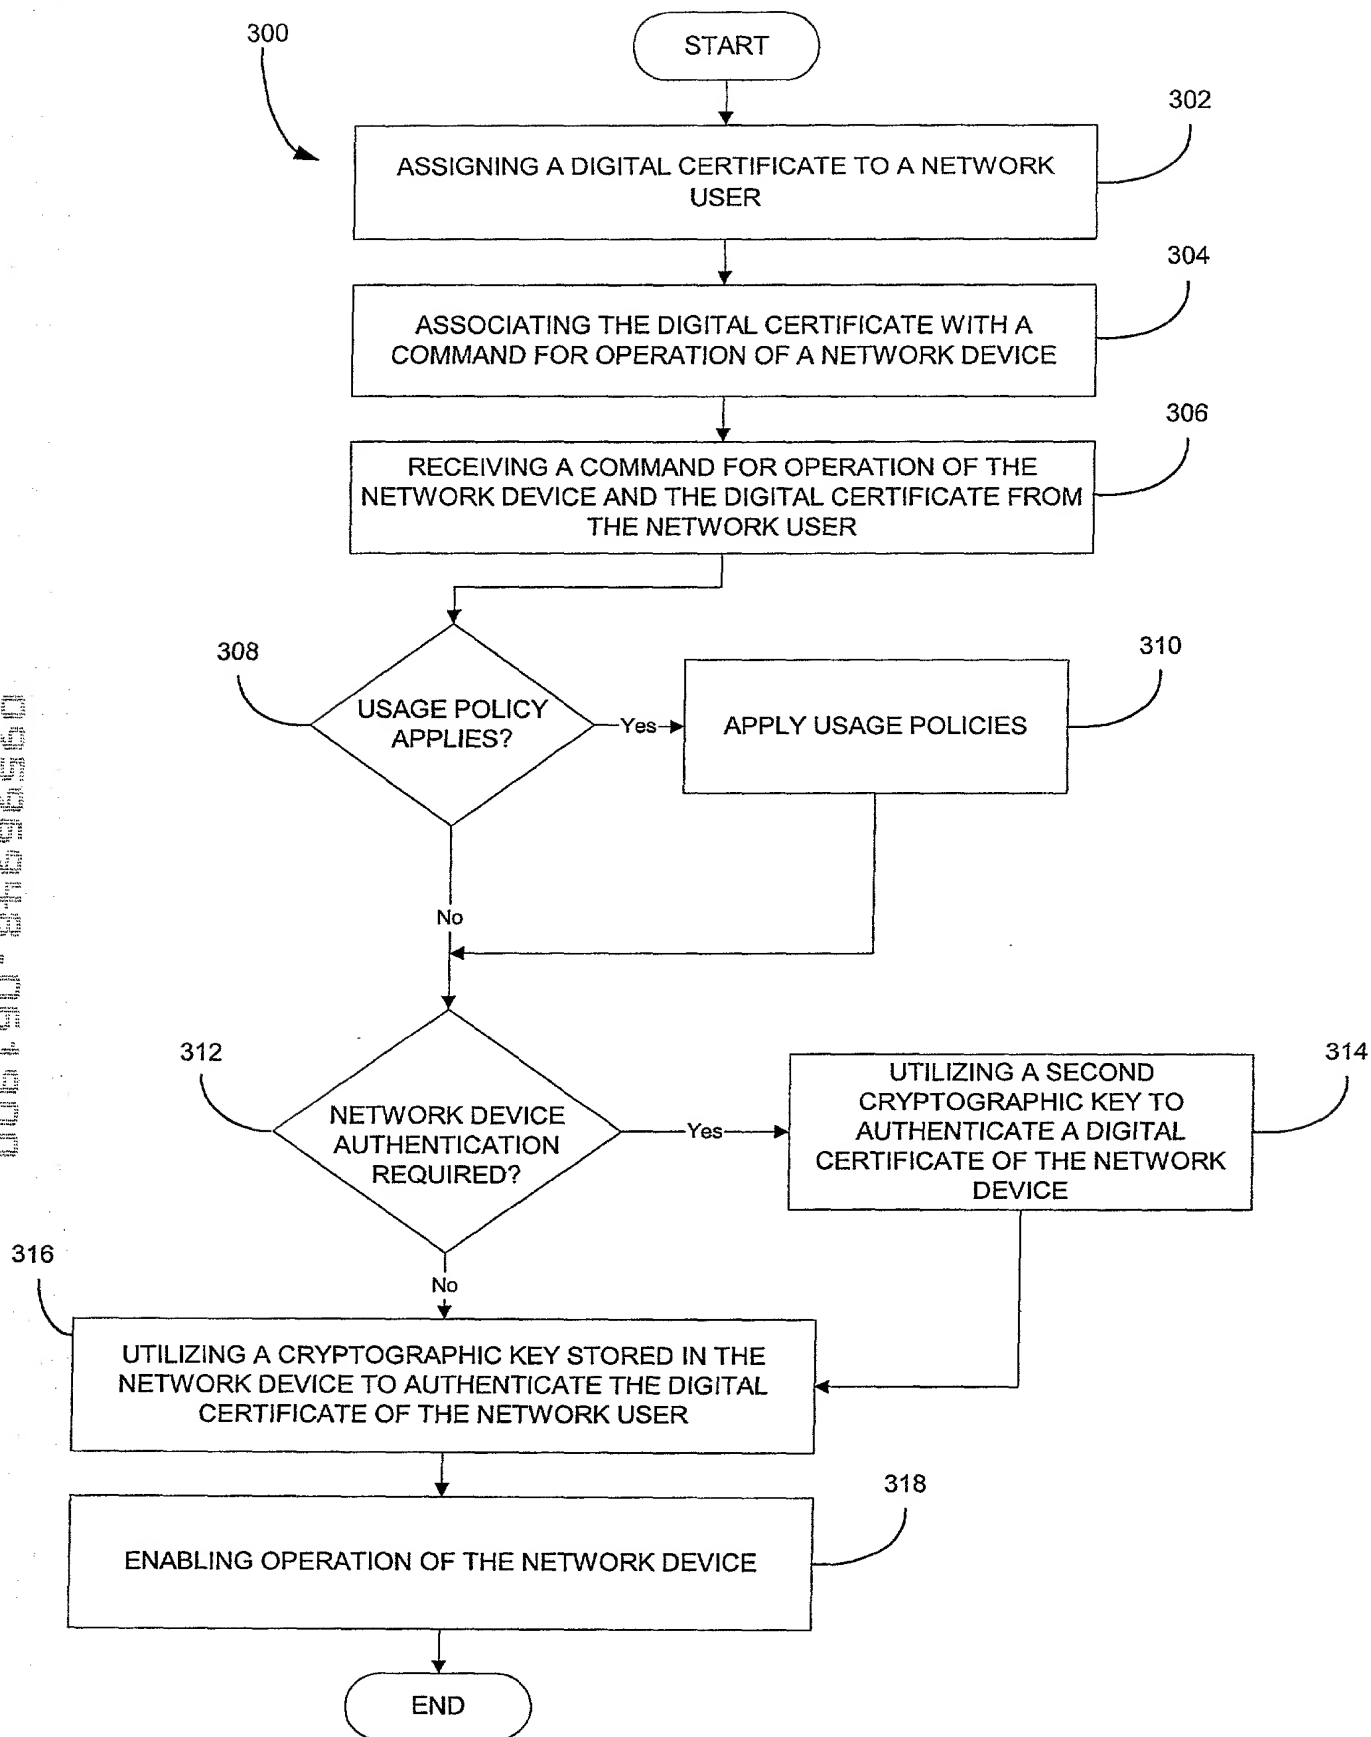 START
300
302
ASSIGNING A DIGITAL CERTIFICATE TO A NETWORK
USER
304
ASSOCIATING THE DIGITAL CERTIFICATE WITH A
COMMAND FOR OPERATION OF A NETWORK DEVICE
306
RECEIVING A COMMAND FOR OPERATION OF THE
NETWORK DEVICE AND THE DIGITAL CERTIFICATE FROM
THE NETWORK USER
308
USAGE POLICY
APPLIES?
Yes
310
APPLY USAGE POLICIES
No
312
NETWORK DEVICE
AUTHENTICATION
REQUIRED?
Yes
314
UTILIZING A SECOND
CRYPTOGRAPHIC KEY TO
AUTHENTICATE A DIGITAL
CERTIFICATE OF THE NETWORK
DEVICE
No
316
UTILIZING A CRYPTOGRAPHIC KEY STORED IN THE
NETWORK DEVICE TO AUTHENTICATE THE DIGITAL
CERTIFICATE OF THE NETWORK USER
318
ENABLING OPERATION OF THE NETWORK DEVICE
END